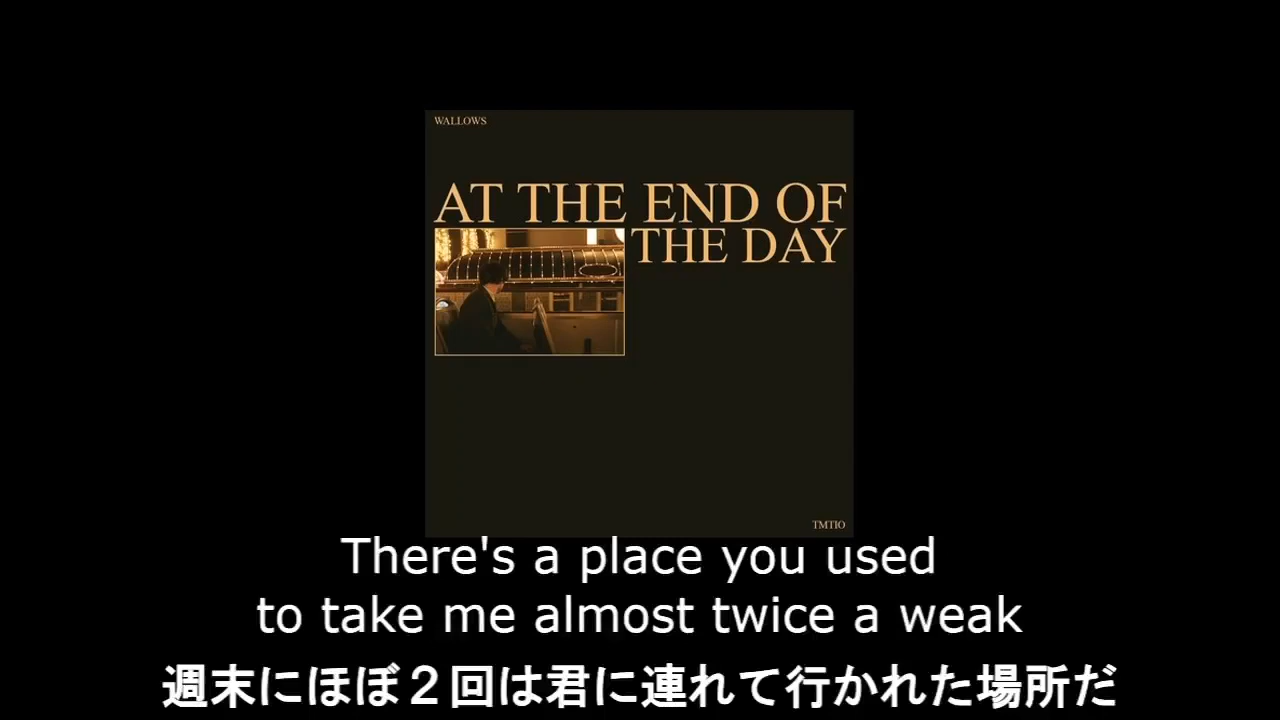 WALLOWS
AT THE END OF
THE DAY
TMTIO
There's a place you used
to take me almost twice a weak
週末にほぼ２回は君に連れて行かれた場所だ